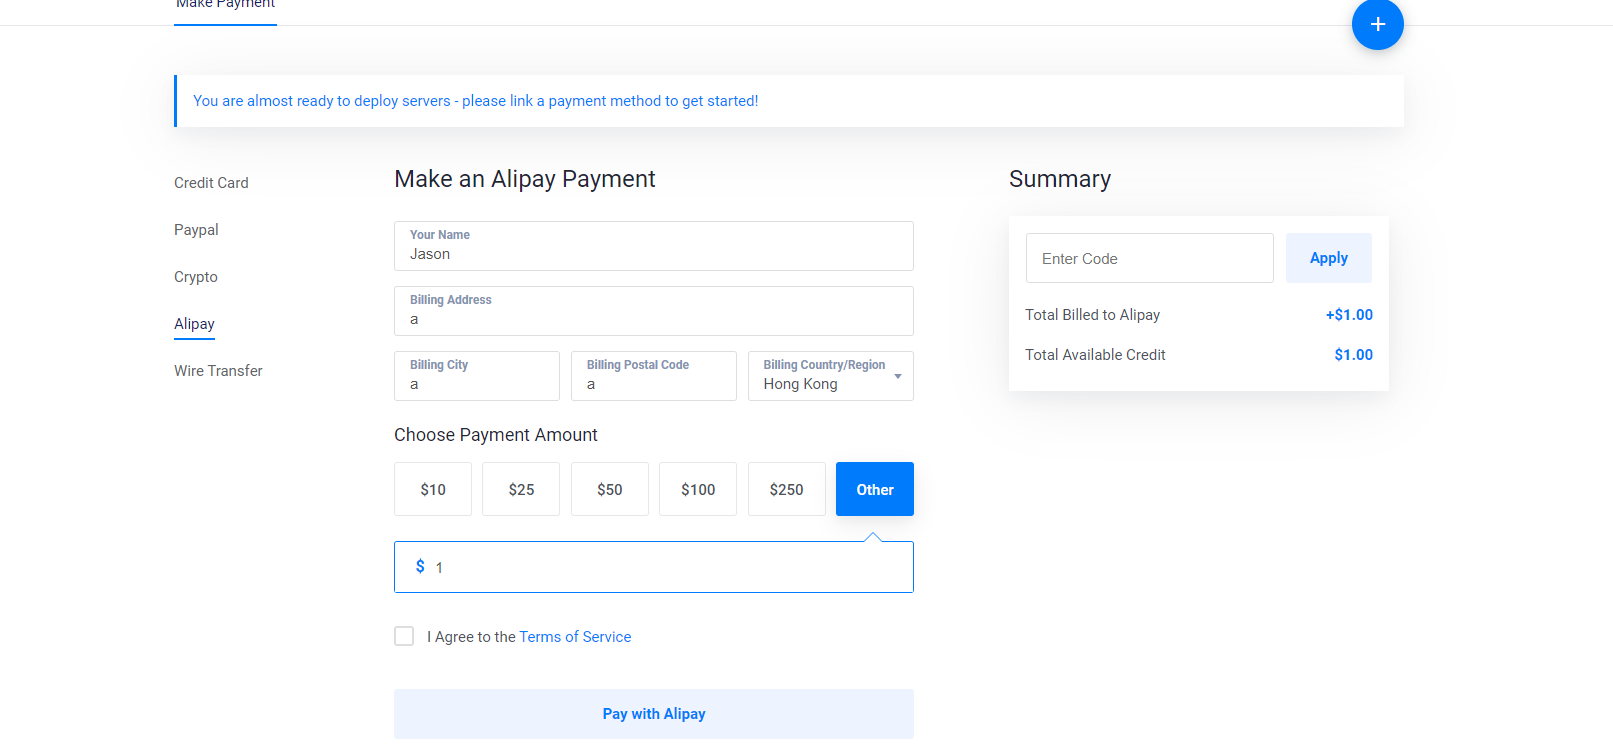 Make Payment
+
You are almost ready to deploy servers - please link a payment method to get started!
Credit Card
Paypal
Crypto
Alipay
Wire Transfer
Make an Alipay Payment
Your Name
Jason
Billing Address
a
Billing City
a
Billing Postal Code
a
Billing Country/Region
Hong Kong
Choose Payment Amount
$10
$25
$50
$100
$250
Other
$ 1
I Agree to the Terms of Service
Pay with Alipay
Summary
Enter Code
Apply
Total Billed to Alipay +$1.00
Total Available Credit $1.00